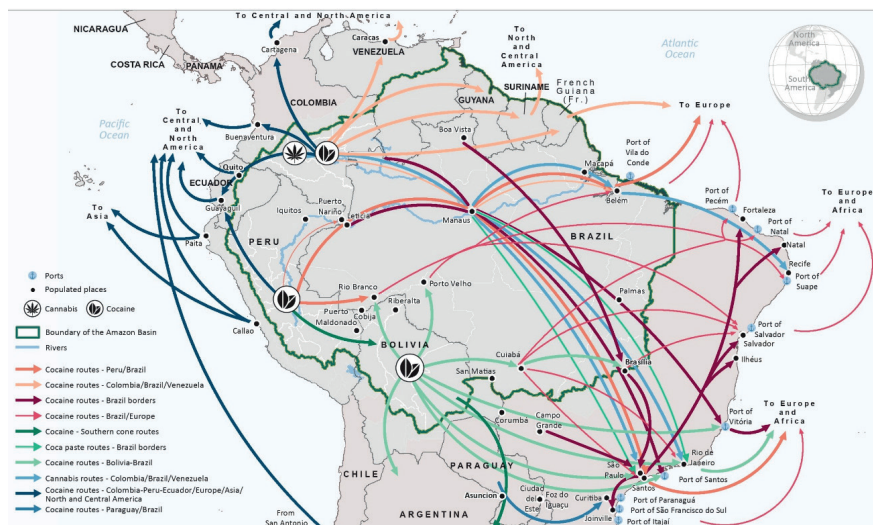 To Central and North America
NICARAGUA
COSTA RICA
PANAMA
Cartagena
Caracas
VENEZUELA
To
North
and
Central
America
Atlantic
Ocean
North
America
South
America
COLOMBIA
GUYANA
SURINAME
French
Guiana
(Fr.)
To Europe
Pacific
Ocean
To
Central
and
North
America
Buenaventura
Boa Vista
Macapá
Port of
Vila do
Conde
Quito
ECUADOR
Guayaquil
To
Asia
Iquitos
Puerto
Nariño
Leticia
Manaus
Belém
Port of
Pecém
Fortaleza
Port of
Natal
Natal
To Europe
and
Africa
Paita
PERU
BRAZIL
Recife
Port of
Suape
Ports
Populated places
Cannabis
Cocaine
Boundary of the Amazon Basin
Rivers
Cocaine routes - Peru/Brazil
Cocaine routes - Colombia/Brazil/Venezuela
Cocaine routes - Brazil borders
Cocaine routes - Brazil/Europe
Cocaine - Southern cone routes
Coca paste routes - Brazil borders
Cocaine routes - Bolivia-Brazil
Cannabis routes - Colombia/Brazil/Venezuela
Cocaine routes - Colombia-Peru-Ecuador/Europe/Asia/
North and Central America
Cocaine routes - Paraguay/Brazil
Callao
Rio Branco
Porto Velho
Puerto
Maldonado
Cobija
Riberalta
Palmas
BOLIVIA
Cuiabá
San Matías
Brasília
Port of
Salvador
Salvador
Ilhéus
Corumbá
Campo
Grande
Port of
Vitória
To Europe
and
Africa
CHILE
PARAGUAY
São
Paulo
Rio de
Janeiro
Santos
Port of Santos
Asuncion
Ciudad
del
Este
Foz do
Iguaçu
Curitiba
Joinville
Port of Paranaguá
Port of São Francisco do Sul
Port of Itajaí
ARGENTINA
From
San Antonio